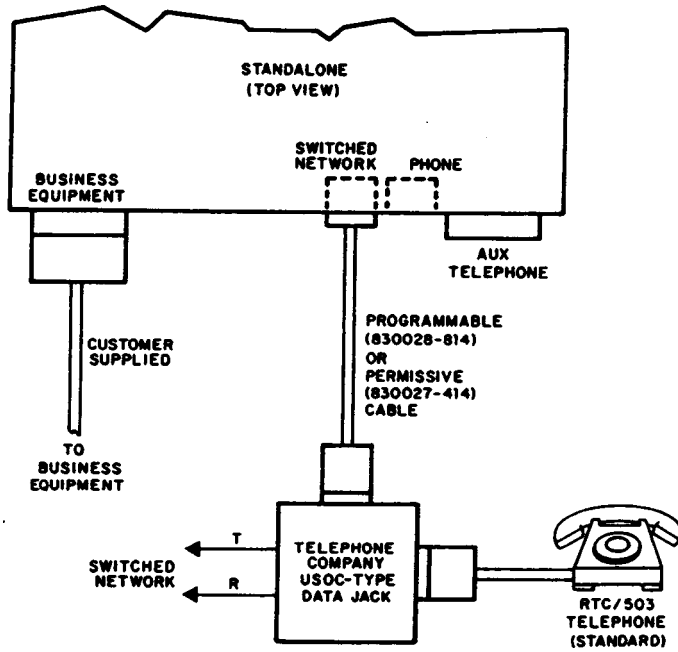 STANDALONE
(TOP VIEW)
SWITCHED
NETWORK
PHONE
BUSINESS
EQUIPMENT
AUX
TELEPHONE
CUSTOMER
SUPPLIED
PROGRAMMABLE
(830028-814)
OR
PERMISSIVE
(830027-414)
CABLE
TO
BUSINESS
EQUIPMENT
T
SWITCHED
NETWORK
R
TELEPHONE
COMPANY
USOC-TYPE
DATA JACK
RTC/503
TELEPHONE
(STANDARD)